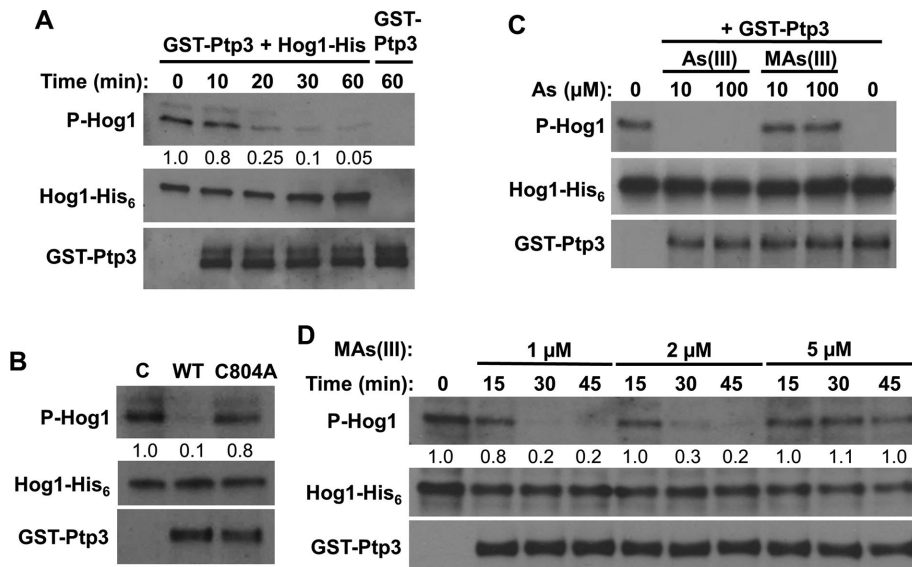 A
GST-Ptp3 + Hog1-His
GST-
Ptp3
Time (min): 0 10 20 30 60 60
P-Hog1
1.0 0.8 0.25 0.1 0.05
Hog1-His6
GST-Ptp3
B
C WT C804A
P-Hog1
1.0 0.1 0.8
Hog1-His6
GST-Ptp3
C
+ GST-Ptp3
As(III) MAs(III)
As (µM): 0 10 100 10 100 0
P-Hog1
Hog1-His6
GST-Ptp3
D
MAs(III): 1 µM 2 µM 5 µM
Time (min): 0 15 30 45 15 30 45 15 30 45
P-Hog1
1.0 0.8 0.2 0.2 1.0 0.3 0.2 1.0 1.1 1.0
Hog1-His6
GST-Ptp3